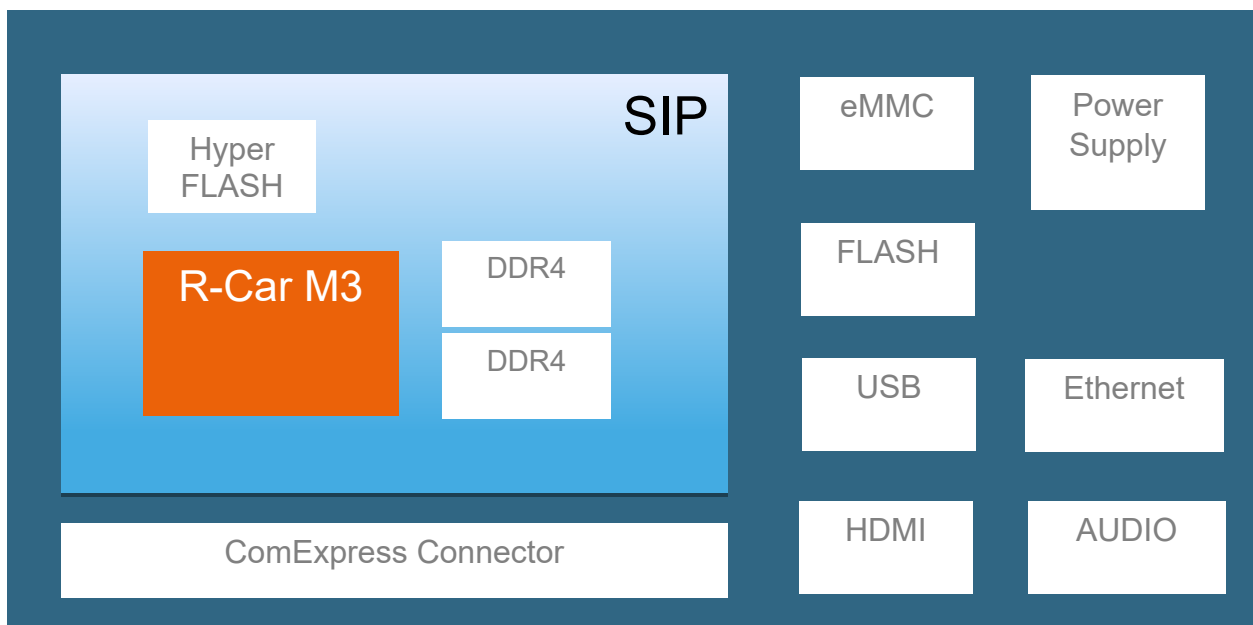 SIP
Hyper
FLASH
R-Car M3
DDR4
DDR4
ComExpress Connector
eMMC
Power
Supply
FLASH
USB
Ethernet
HDMI
AUDIO